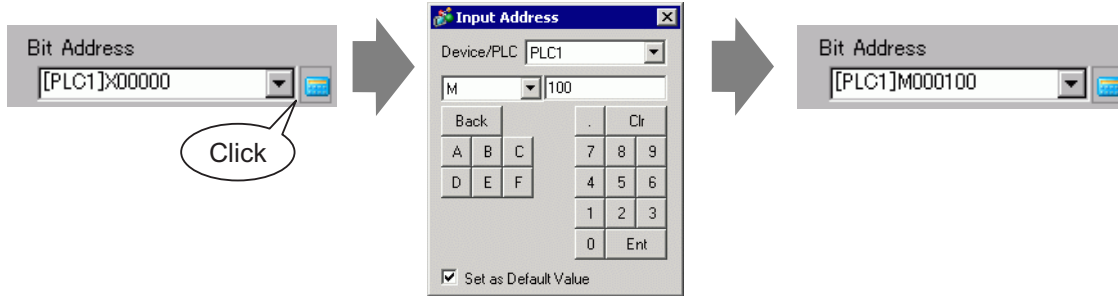 Bit Address
[PLC1]X00000
Click
Input Address
Device/PLC PLC1
M 100
Back . Clr
A B C 7 8 9
D E F 4 5 6
1 2 3
0 Ent
Set as Default Value
Bit Address
[PLC1]M000100